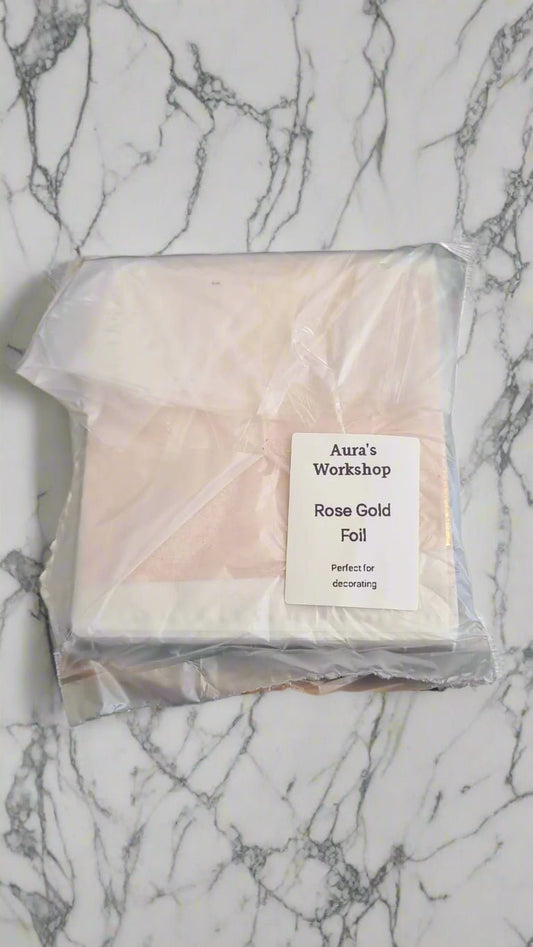 Aura's
Workshop
Rose Gold
Foil
Perfect for
decorating